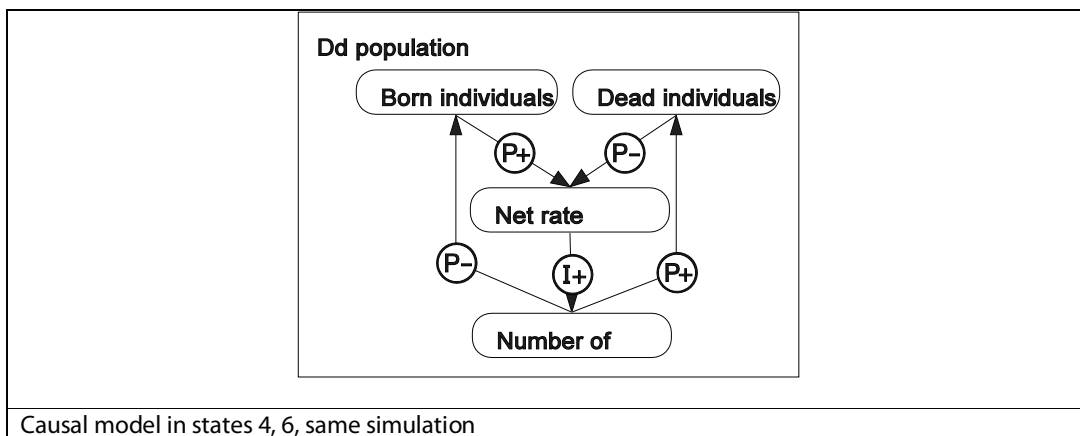 Dd population
Born individuals
Dead individuals
P+
P−
Net rate
P−
I+
P+
Number of
Causal model in states 4, 6, same simulation